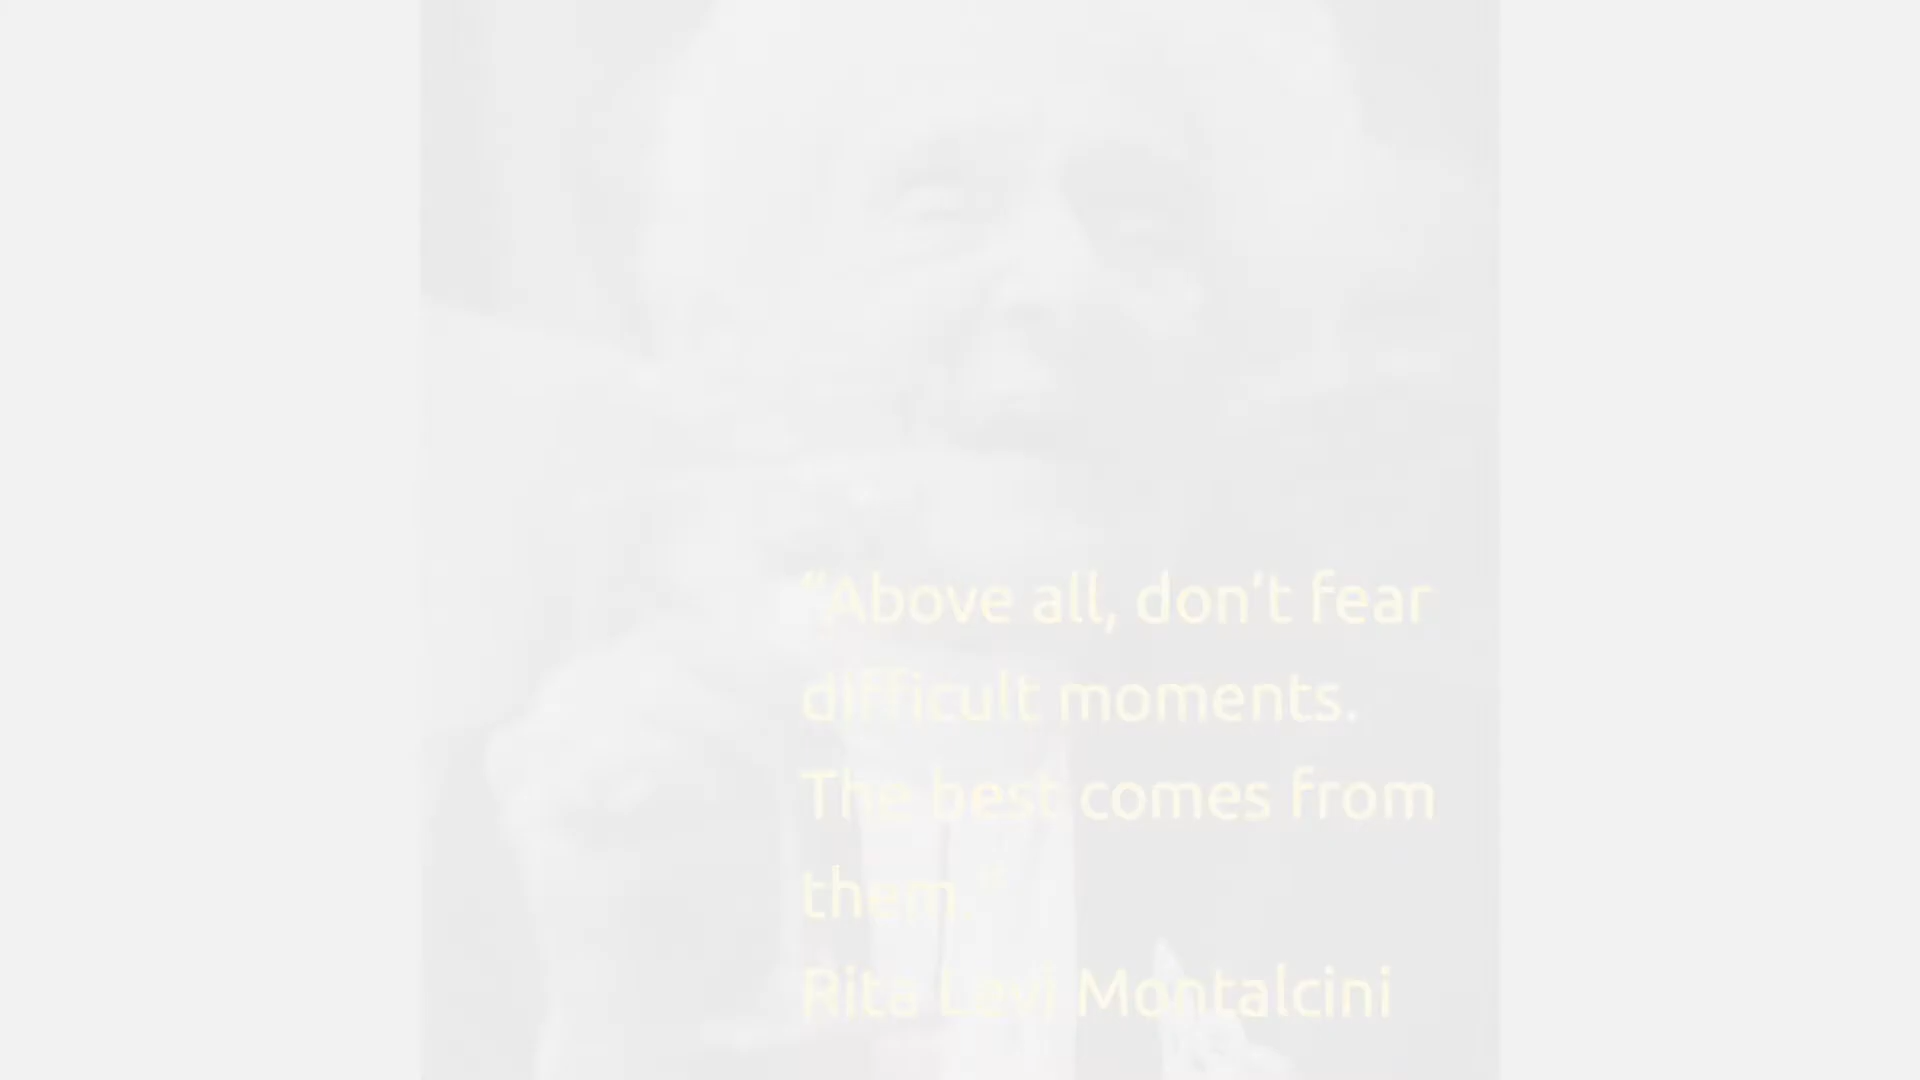 “Above all, don’t fear
difficult moments.
The best comes from
them.“
Rita Levi Montalcini